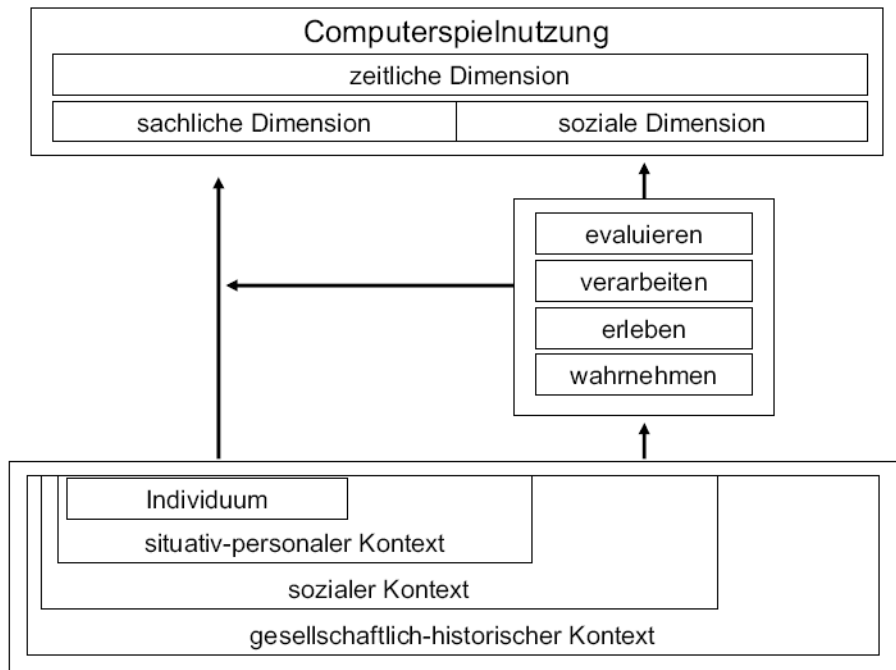 Computerspielnutzung
zeitliche Dimension
sachliche Dimension
soziale Dimension
evaluieren
verarbeiten
erleben
wahrnehmen
Individuum
situativ-personaler Kontext
sozialer Kontext
gesellschaftlich-historischer Kontext